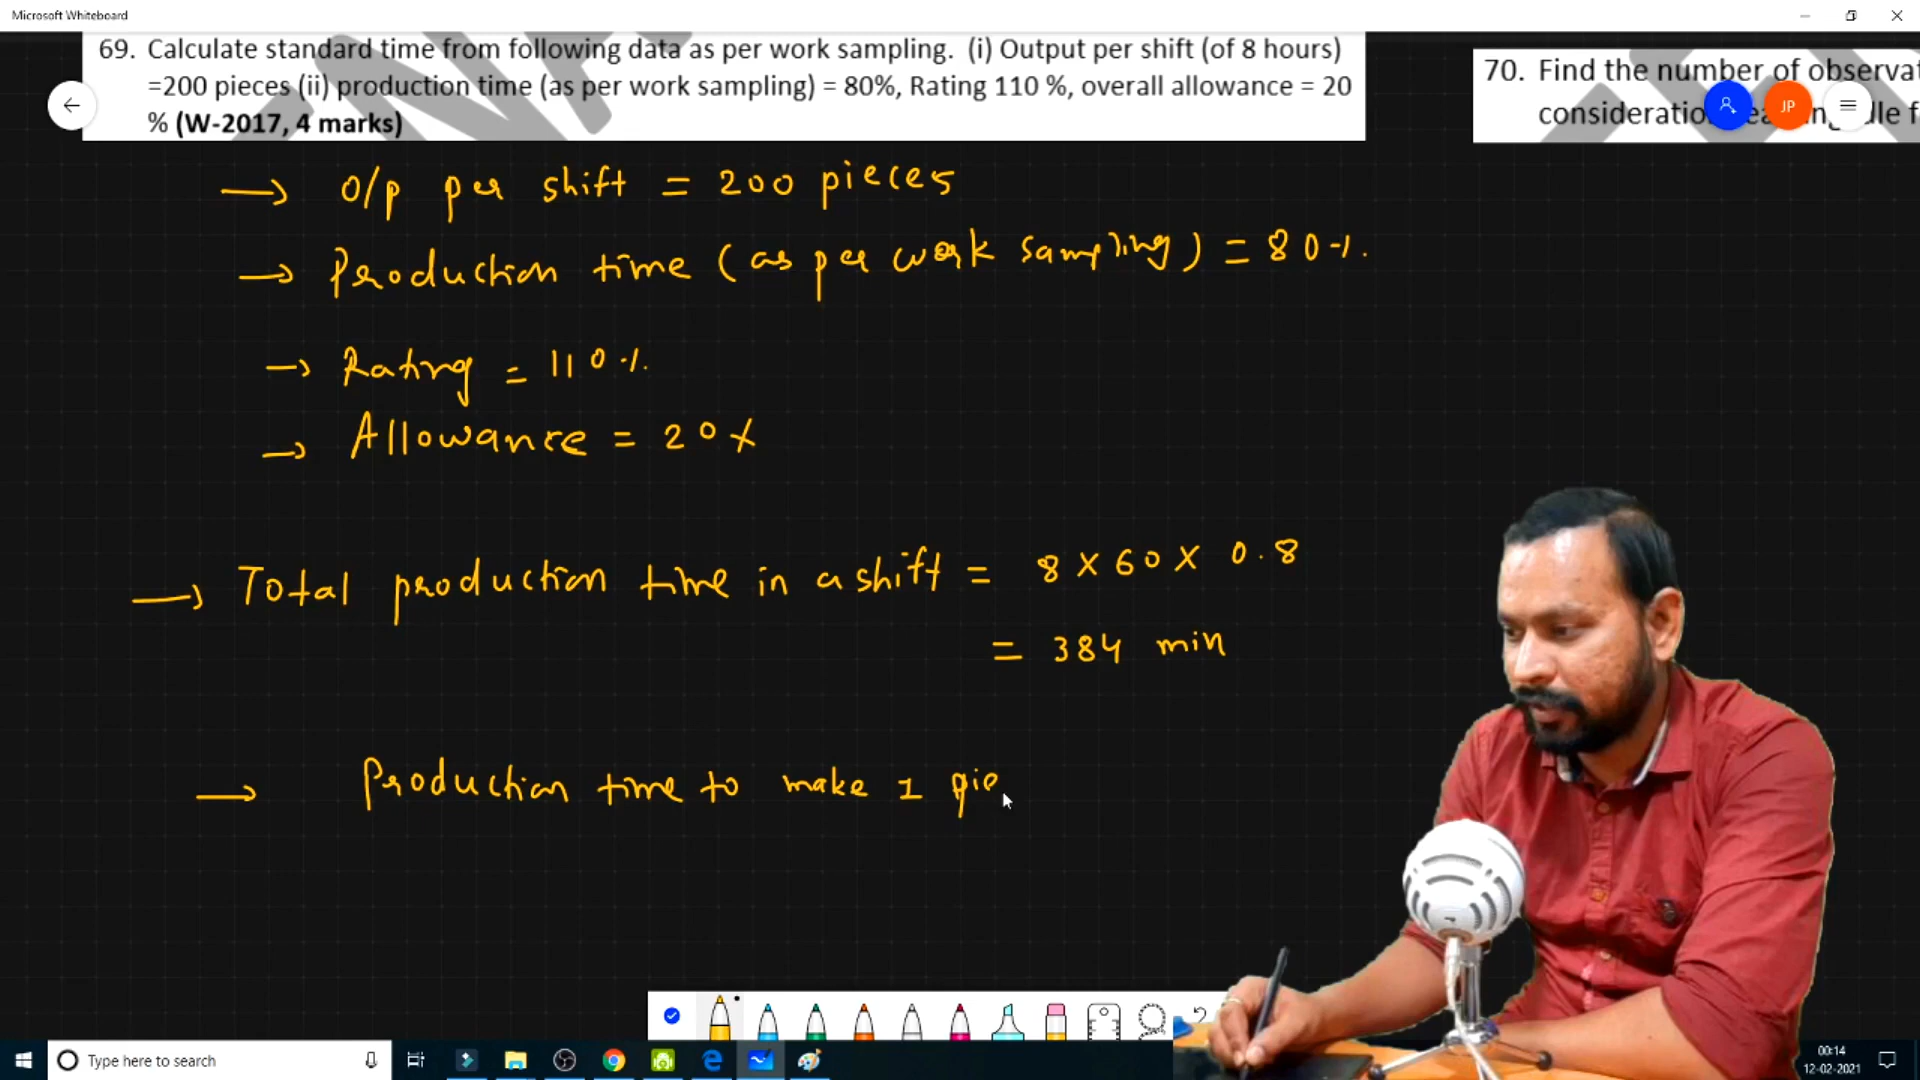 Microsoft Whiteboard
69. Calculate standard time from following data as per work sampling. (i) Output per shift (of 8 hours)
=200 pieces (ii) production time (as per work sampling) = 80%, Rating 110 %, overall allowance = 20
% (W-2017, 4 marks)
70. Find the number of observat
consideratio
JP
→ O/p per shift = 200 pieces
→ Production time (as per work sampling) = 80%.
→ Rating = 110%.
→ Allowance = 20%
→ Total production time in a shift = 8 × 60 × 0.8
= 384 min
→ Production time to make 1 pie
Type here to search
00:14
12-02-2021